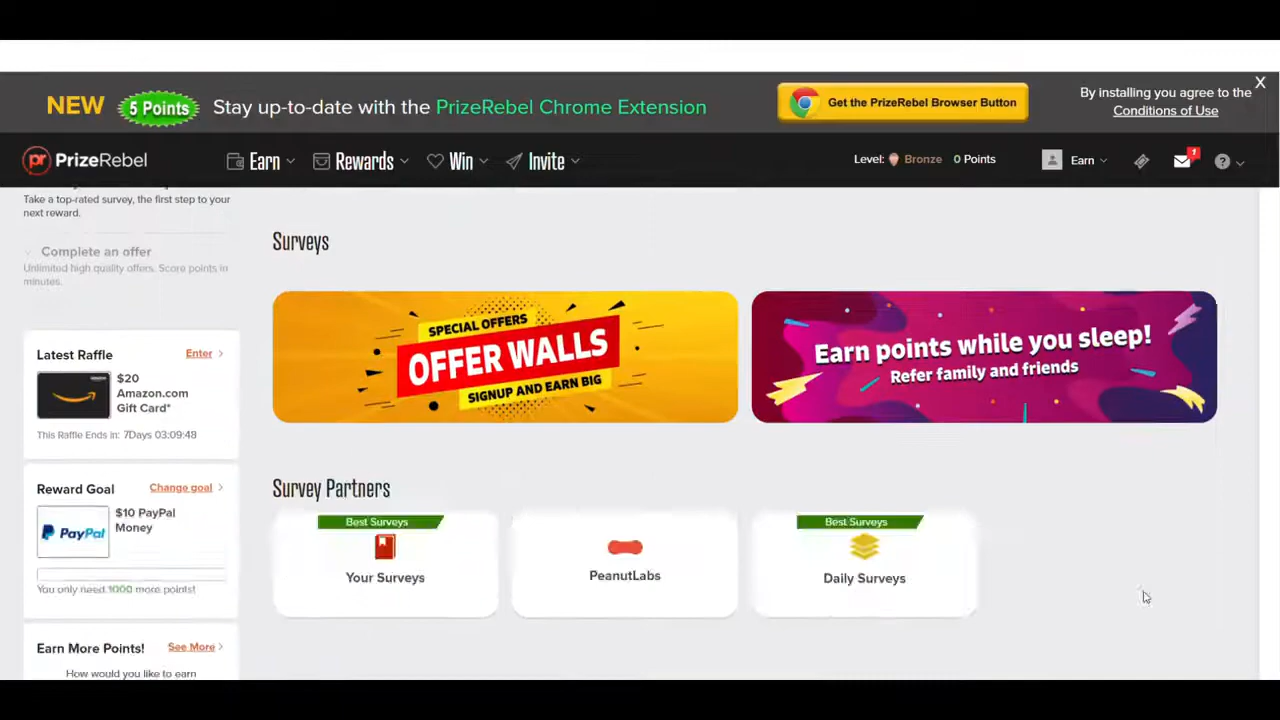 NEW 5 Points Stay up-to-date with the PrizeRebel Chrome Extension
Get the PrizeRebel Browser Button
By installing you agree to the
Conditions of Use
X
pr PrizeRebel
Earn
Rewards
Win
Invite
Level: Bronze 0 Points
Earn
1
?
Take a top-rated survey, the first step to your
next reward.
Complete an offer
Unlimited high quality offers. Score points in
minutes.
Latest Raffle
Enter
$20
Amazon.com
Gift Card*
This Raffle Ends in: 7Days 03:09:48
Reward Goal
Change goal
PayPal
$10 PayPal
Money
You only need 1000 more points!
Earn More Points!
See More
How would you like to earn
Surveys
SPECIAL OFFERS
OFFER WALLS
SIGNUP AND EARN BIG
Earn points while you sleep!
Refer family and friends
Survey Partners
Best Surveys
Your Surveys
PeanutLabs
Best Surveys
Daily Surveys